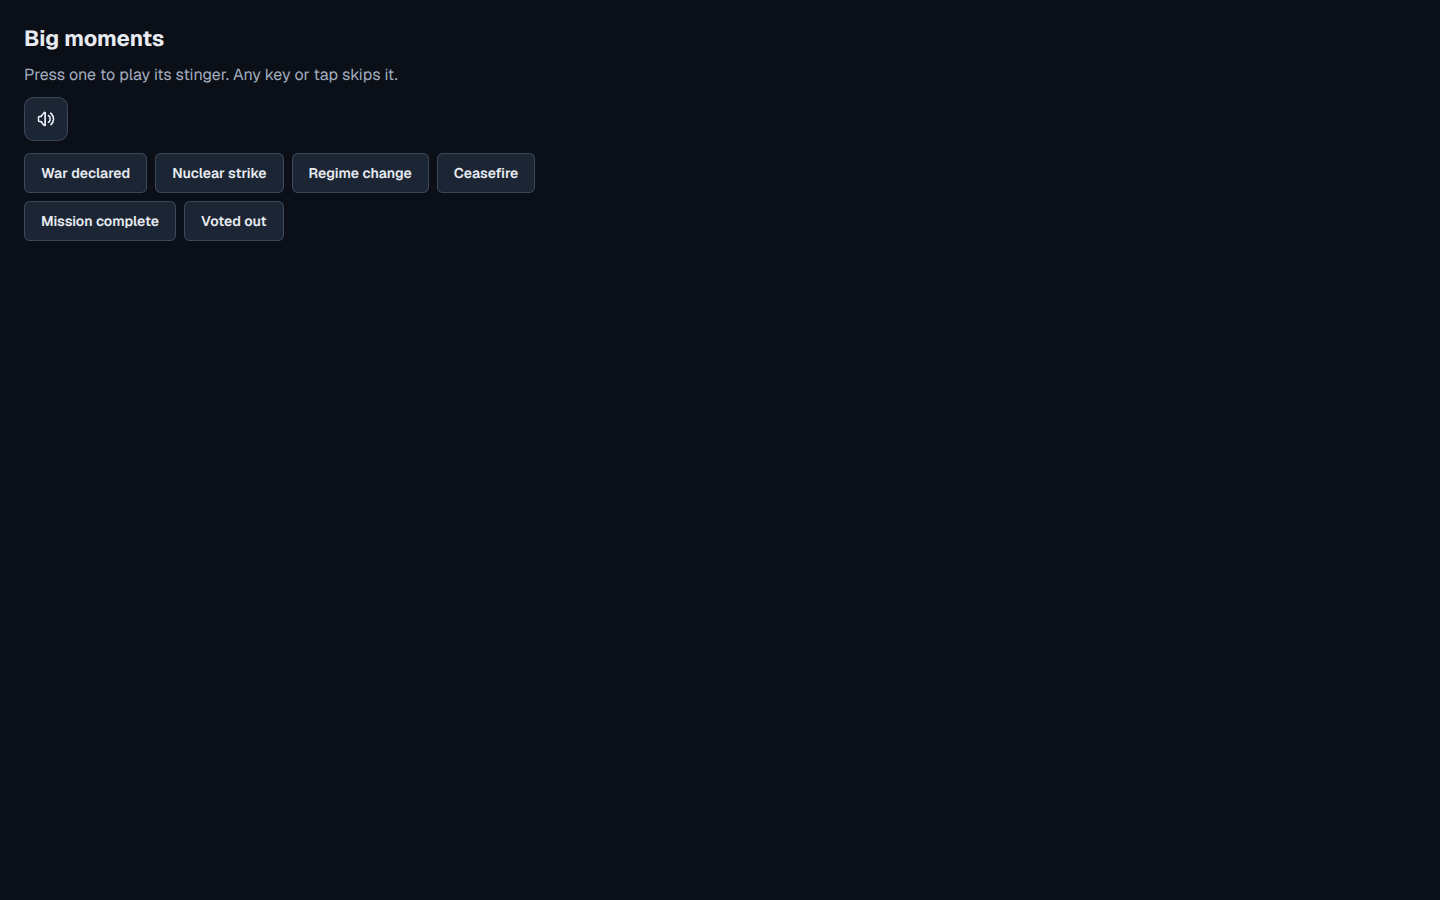 Big moments
Press one to play its stinger. Any key or tap skips it.
War declared Nuclear strike Regime change Ceasefire
Mission complete Voted out